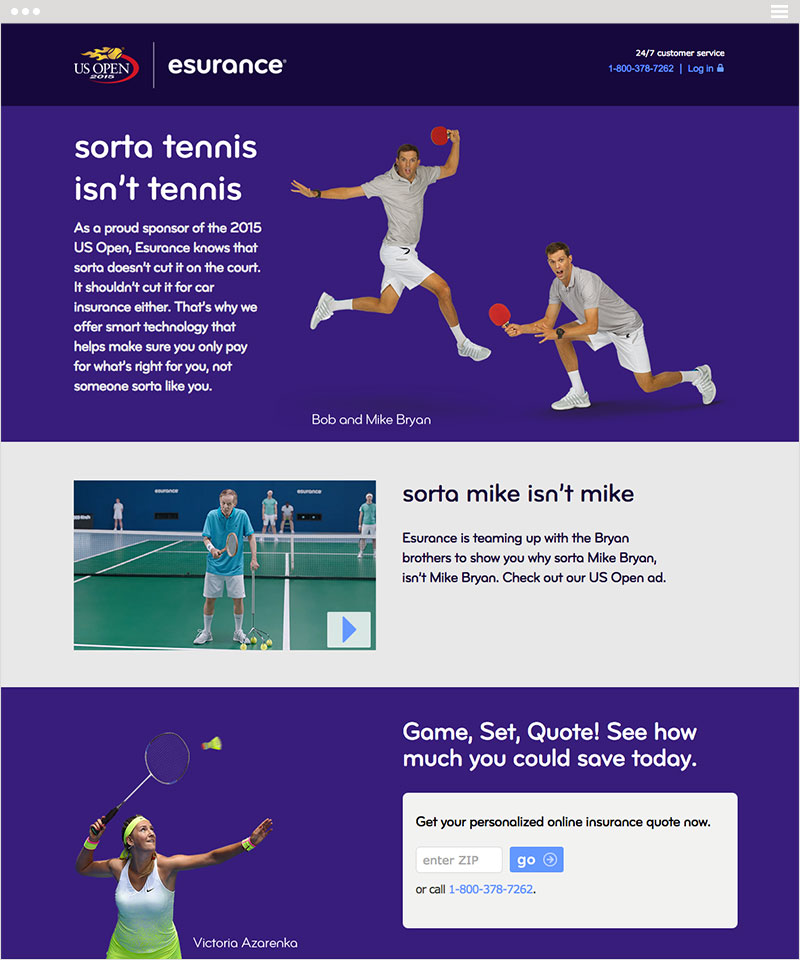 US OPEN
2015
esurance®
24/7 customer service
1-800-378-7262 | Log in
sorta tennis
isn't tennis
As a proud sponsor of the 2015
US Open, Esurance knows that
sorta doesn't cut it on the court.
It shouldn't cut it for car
insurance either. That's why we
offer smart technology that
helps make sure you only pay
for what's right for you, not
someone sorta like you.
Bob and Mike Bryan
esurance
esurance
sorta mike isn't mike
Esurance is teaming up with the Bryan
brothers to show you why sorta Mike Bryan,
isn't Mike Bryan. Check out our US Open ad.
Game, Set, Quote! See how
much you could save today.
Get your personalized online insurance quote now.
enter ZIP
go
or call 1-800-378-7262.
Victoria Azarenka